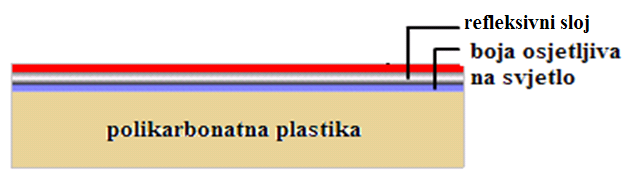 refleksivni sloj
boja osjetljiva
na svjetlo
polikarbonatna plastika